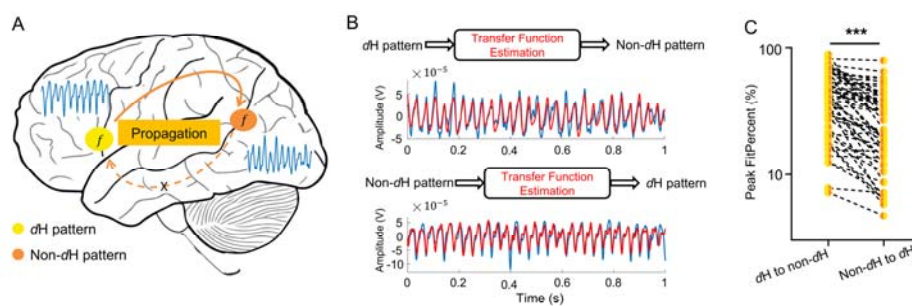 A
f
Propagation
f
X
dH pattern
Non-dH pattern
B
dH pattern
Transfer Function
Estimation
Non-dH pattern
× 10⁻⁵
Amplitude (V)
5
0
-5
0 0.2 0.4 0.6 0.8 1
Non-dH pattern
Transfer Function
Estimation
dH pattern
× 10⁻⁵
Amplitude (V)
5
0
-5
-10
0 0.2 0.4 0.6 0.8 1
Time (s)
C
***
100
10
Peak FitPercent (%)
dH to non-dH
Non-dH to dH